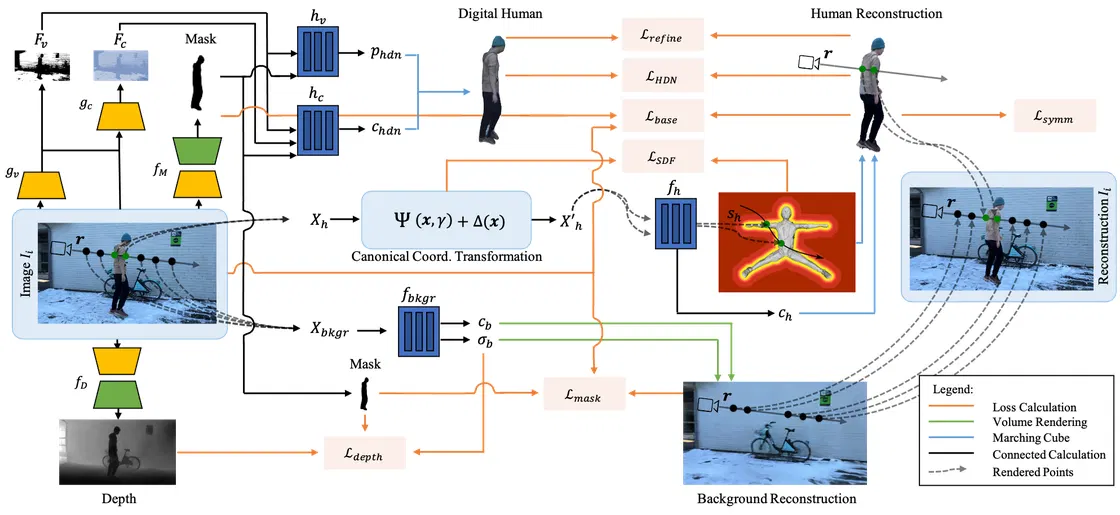 Digital Human
Human Reconstruction
F_v
F_c
Mask
h_v
p_hdn
h_c
c_hdn
g_c
g_v
f_M
ℒ_refine
ℒ_HDN
ℒ_base
ℒ_symm
ℒ_SDF
r
Image I_i
r
X_h
Ψ (x, γ) + Δ(x)
X'_h
Canonical Coord. Transformation
f_h
s_h
c_h
r
Reconstruction I_i
X_bkgr
f_bkgr
c_b
σ_b
f_D
Mask
ℒ_mask
ℒ_depth
Depth
r
Background Reconstruction
Legend:
Loss Calculation
Volume Rendering
Marching Cube
Connected Calculation
Rendered Points